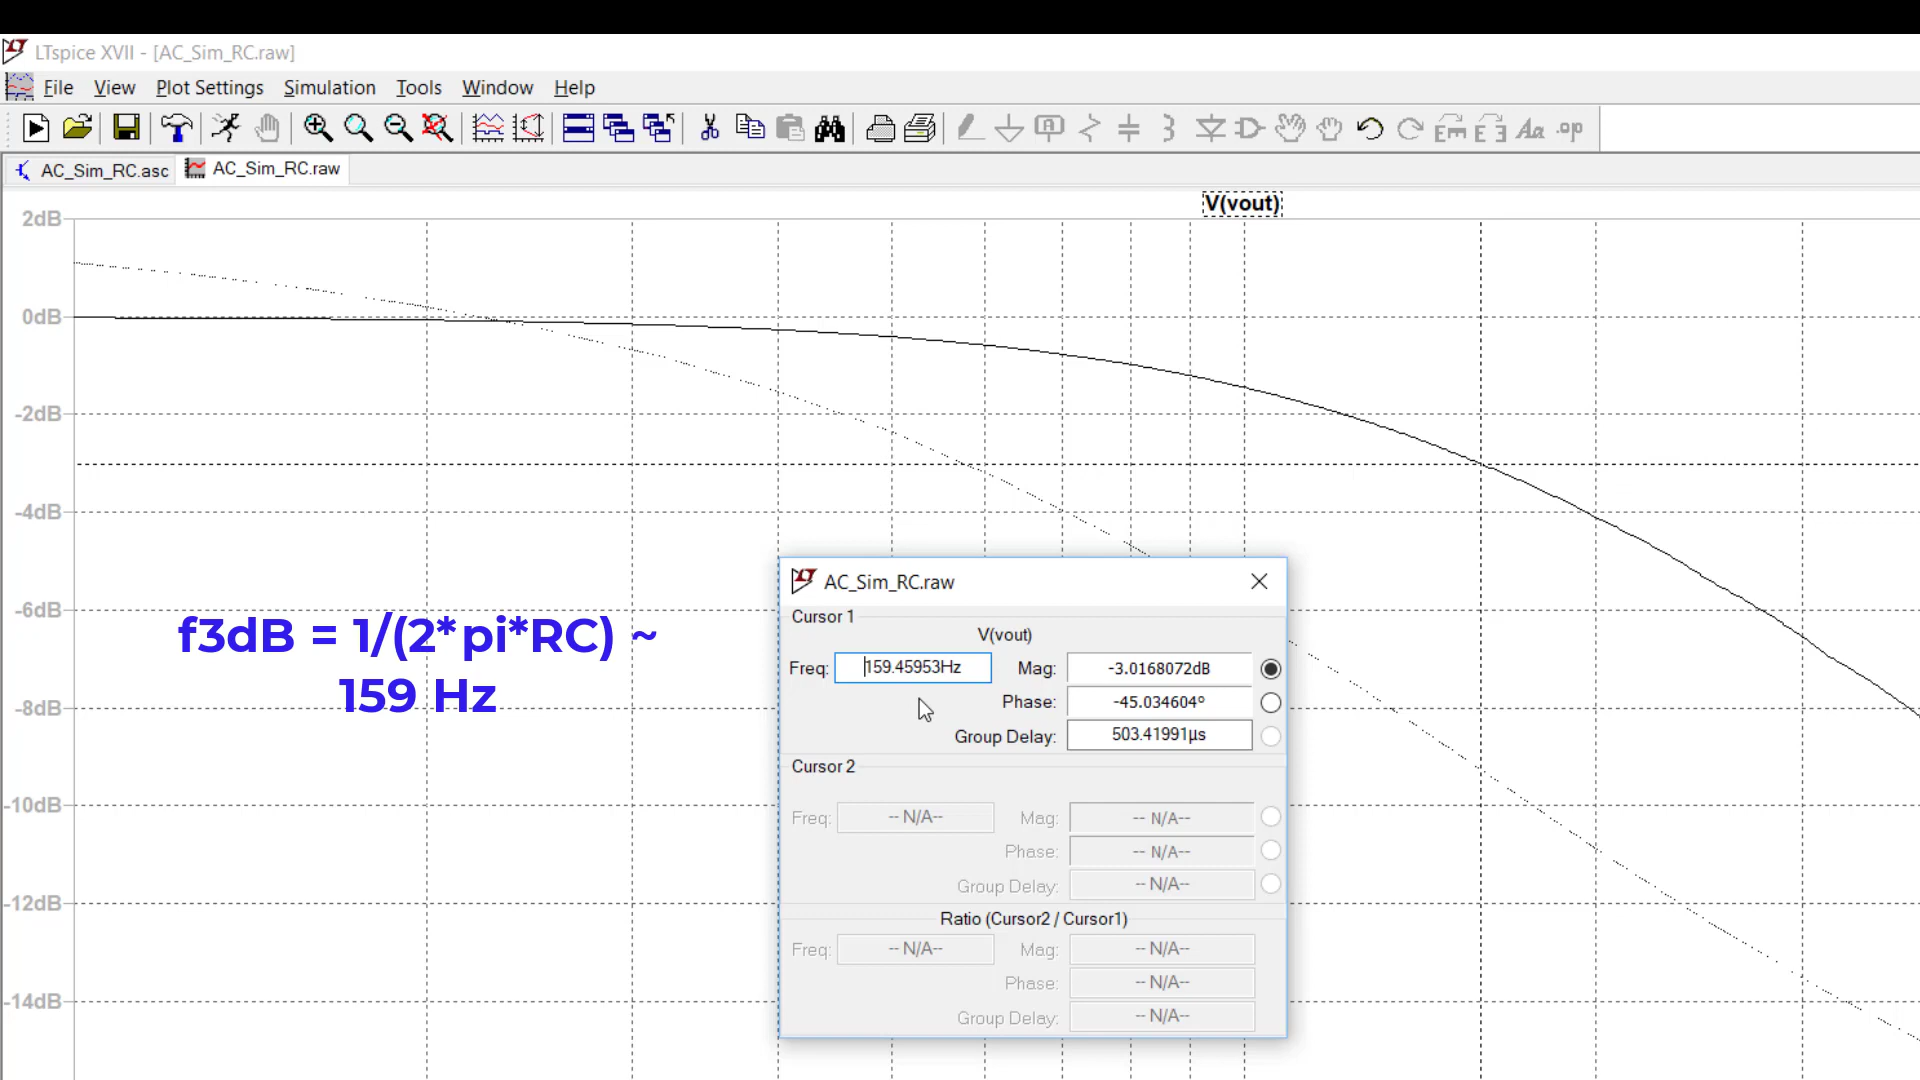 LTspice XVII - [AC_Sim_RC.raw]
File View Plot Settings Simulation Tools Window Help
Aa .op
AC_Sim_RC.asc AC_Sim_RC.raw
V(vout)
2dB
0dB
-2dB
-4dB
-6dB
-8dB
-10dB
-12dB
-14dB
f3dB = 1/(2*pi*RC) ~
159 Hz
AC_Sim_RC.raw
Cursor 1
V(vout)
Freq: 159.45953Hz Mag: -3.0168072dB
Phase: -45.034604º
Group Delay: 503.41991µs
Cursor 2
Freq: -- N/A-- Mag: -- N/A--
Phase: -- N/A--
Group Delay: -- N/A--
Ratio (Cursor2 / Cursor1)
Freq: -- N/A-- Mag: -- N/A--
Phase: -- N/A--
Group Delay: -- N/A--